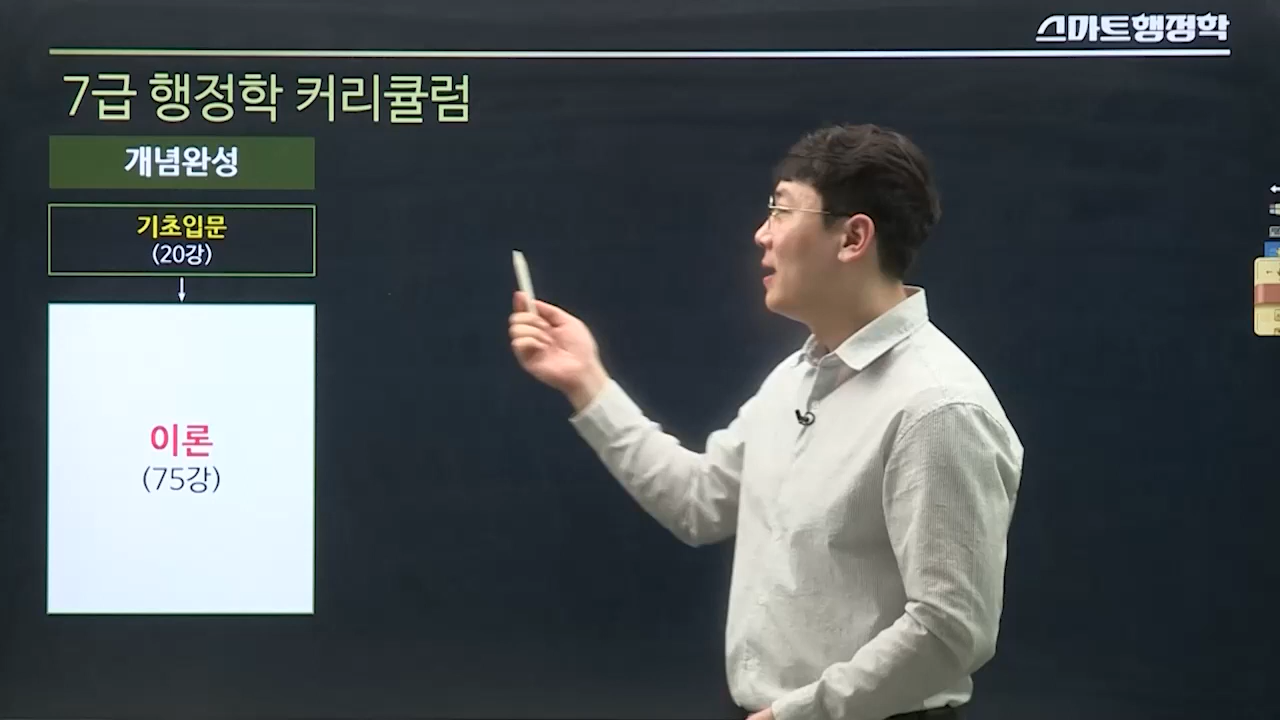 스마트행정학
7급 행정학 커리큘럼
개념완성
기초입문
(20강)
이론
(75강)